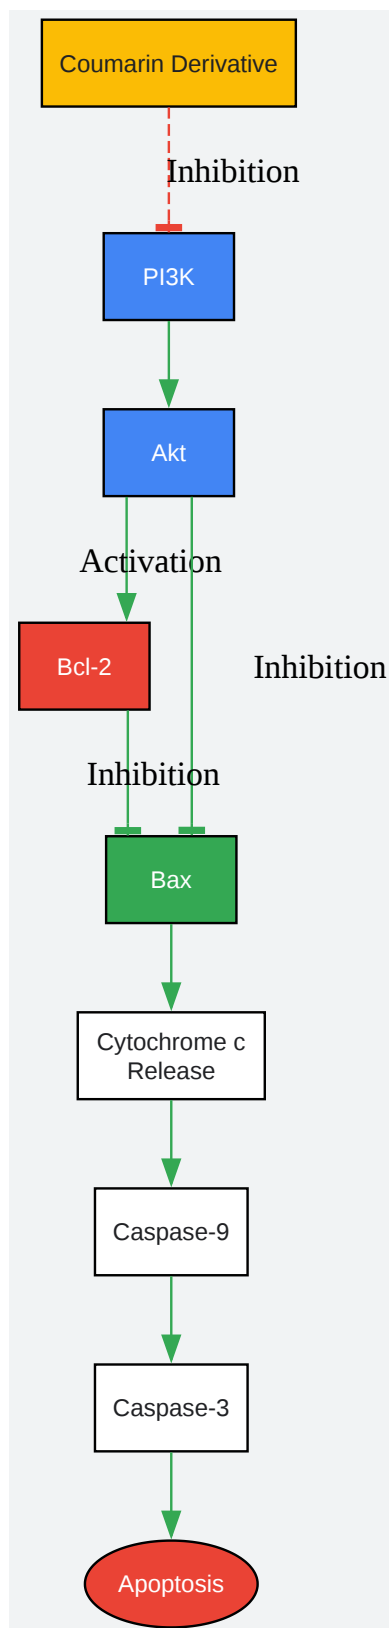 Coumarin Derivative
Inhibition
PI3K
Akt
Activation
Bcl-2
Inhibition
Inhibition
Bax
Cytochrome c
Release
Caspase-9
Caspase-3
Apoptosis